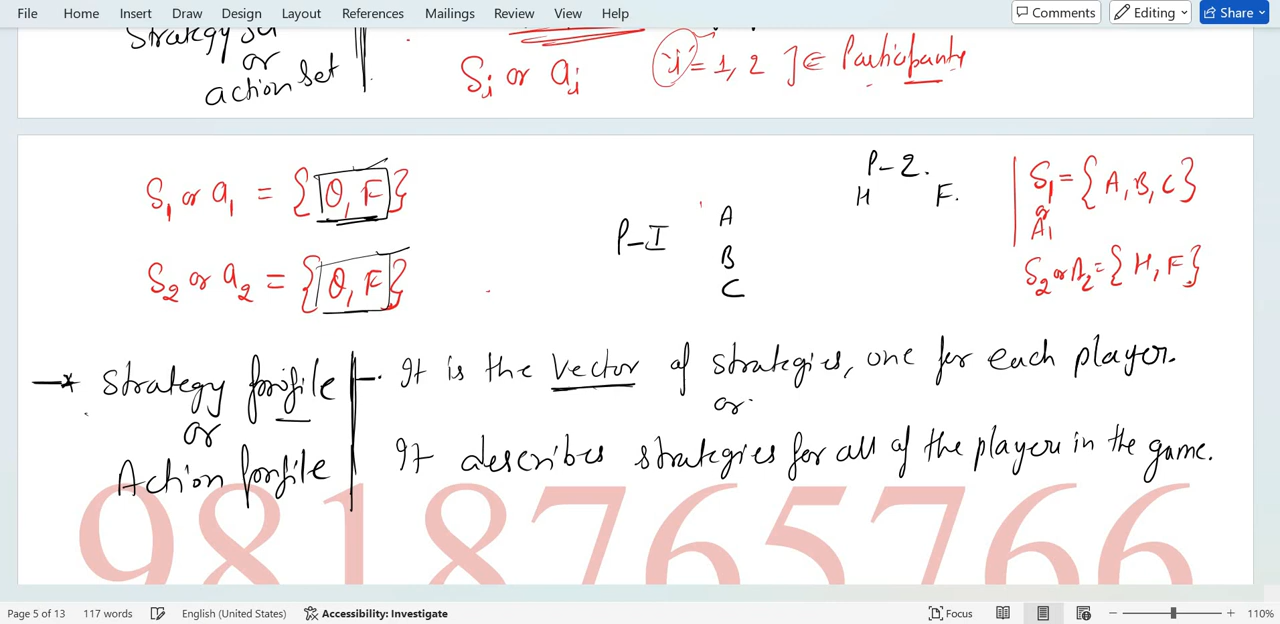 File Home Insert Draw Design Layout References Mailings Review View Help Comments Editing Share
Strategy Set
or
action Set
Si or ai 'i' = 1, 2 ] ∈ Participants
S1 or a1 = {O, F}
S2 or a2 = {O, F}
P-2.
H F.
P-I
A
B
C
S1 = {A, B, C}
or
A1
S2 or A2 = {H, F}
Strategy profile
or
Action profile
It is the vector of strategies, one for each player.
or
It describes strategies for all of the player in the game.
9818765766
Page 5 of 13 117 words English (United States) Accessibility: Investigate Focus 110%